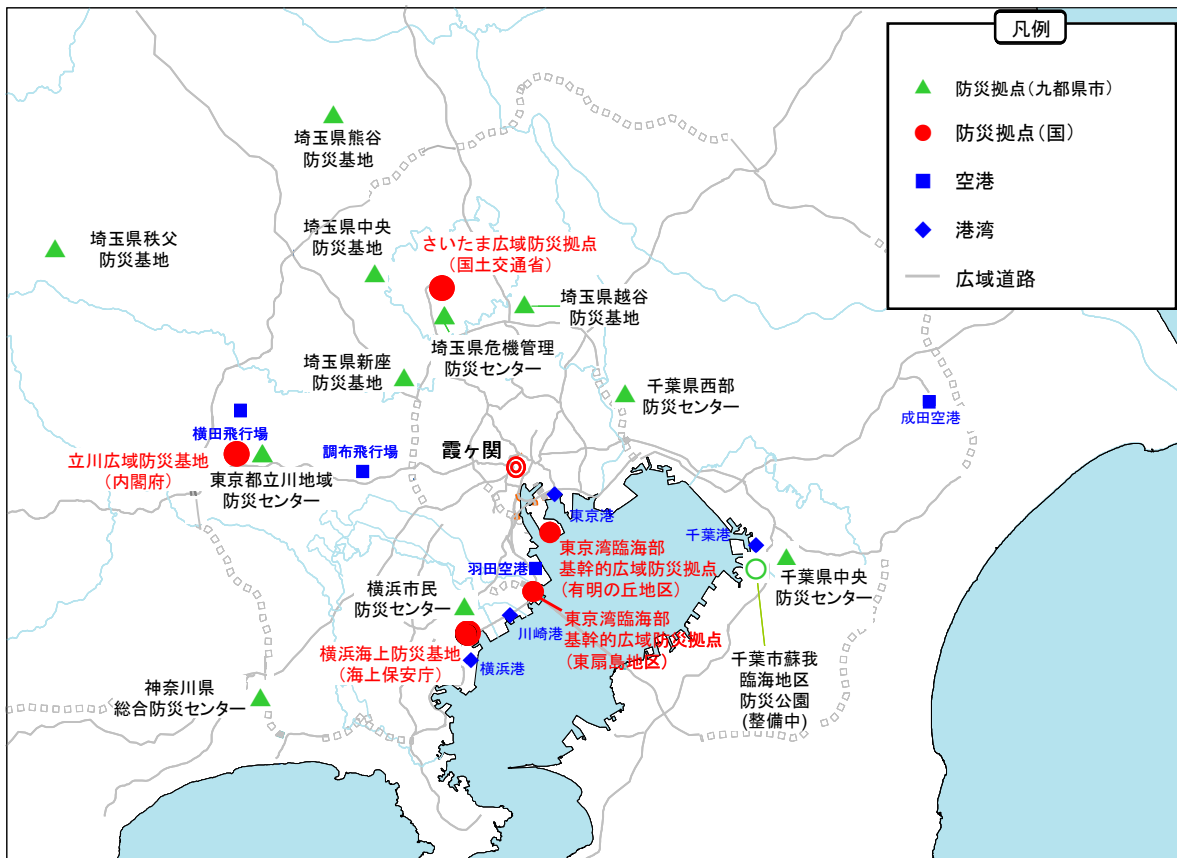 凡例
防災拠点(九都県市)
防災拠点(国)
空港
港湾
広域道路
埼玉県熊谷
防災基地
埼玉県秩父
防災基地
埼玉県中央
防災基地
さいたま広域防災拠点
(国土交通省)
埼玉県越谷
防災基地
埼玉県危機管理
防災センター
埼玉県新座
防災基地
千葉県西部
防災センター
成田空港
横田飛行場
立川広域防災基地
(内閣府)
東京都立川地域
防災センター
調布飛行場
霞ヶ関
東京港
千葉港
東京湾臨海部
基幹的広域防災拠点
(有明の丘地区)
羽田空港
千葉県中央
防災センター
横浜市民
防災センター
東京湾臨海部
基幹的広域防災拠点
(東扇島地区)
川崎港
横浜海上防災基地
(海上保安庁)
横浜港
千葉市蘇我
臨海地区
防災公園
(整備中)
神奈川県
総合防災センター